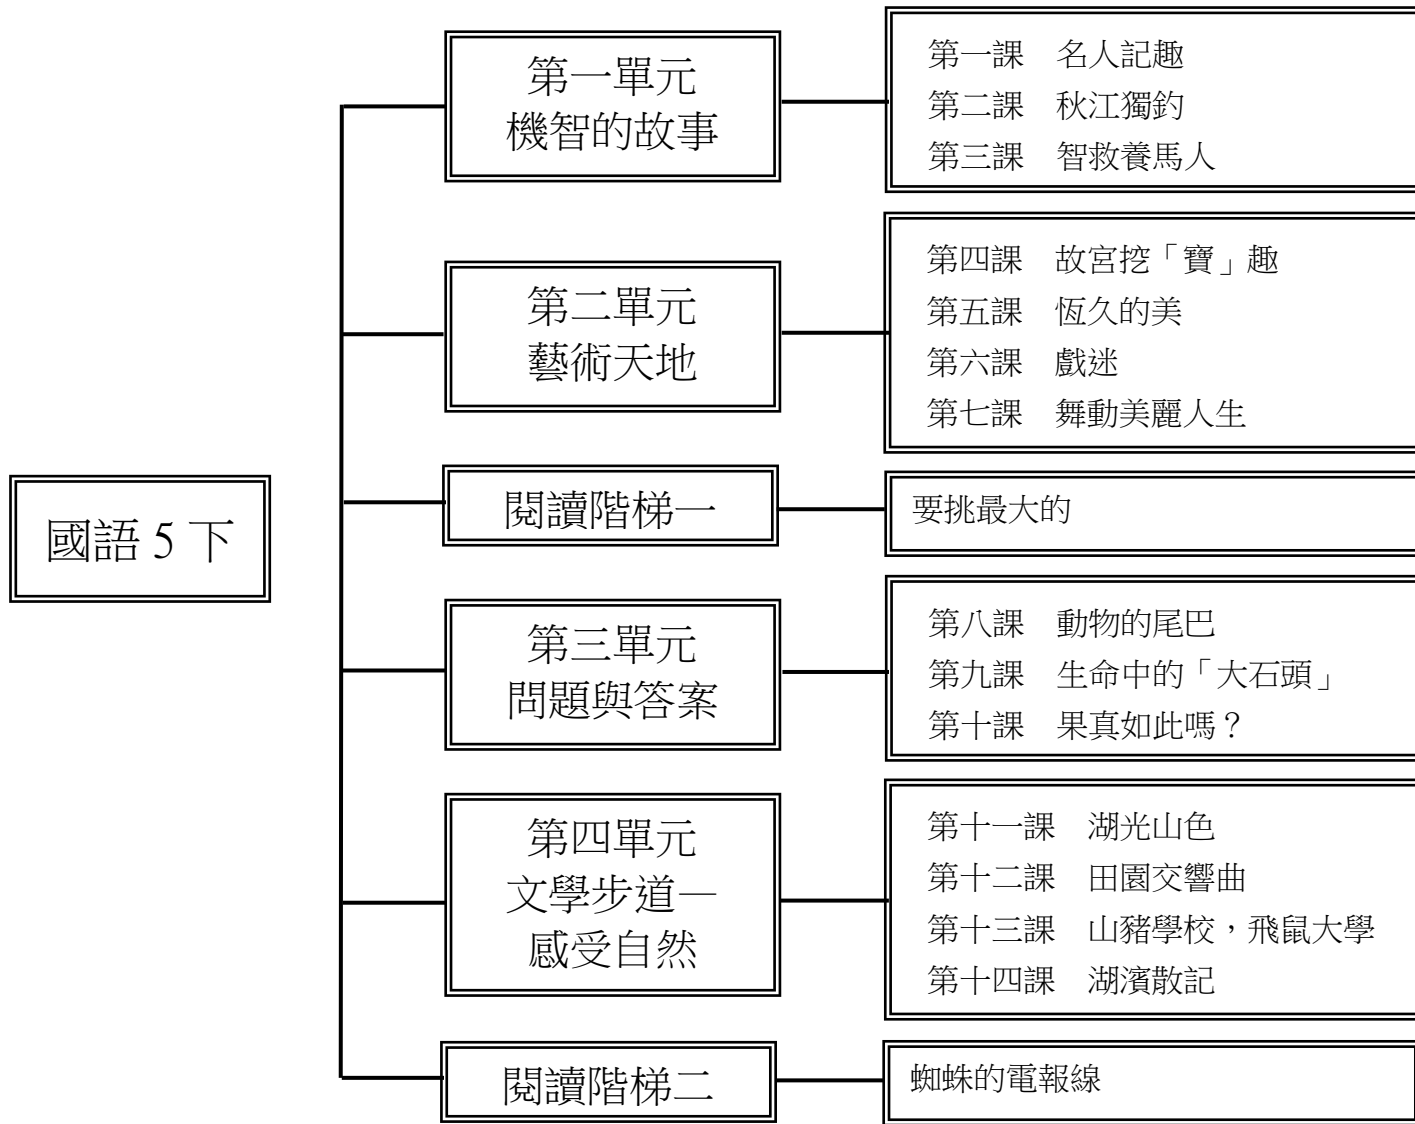 國語 5 下
第一單元
機智的故事
第一課　名人記趣
第二課　秋江獨釣
第三課　智救養馬人
第二單元
藝術天地
第四課　故宮挖「寶」趣
第五課　恆久的美
第六課　戲迷
第七課　舞動美麗人生
閱讀階梯一
要挑最大的
第三單元
問題與答案
第八課　動物的尾巴
第九課　生命中的「大石頭」
第十課　果真如此嗎？
第四單元
文學步道—
感受自然
第十一課　湖光山色
第十二課　田園交響曲
第十三課　山豬學校，飛鼠大學
第十四課　湖濱散記
閱讀階梯二
蜘蛛的電報線